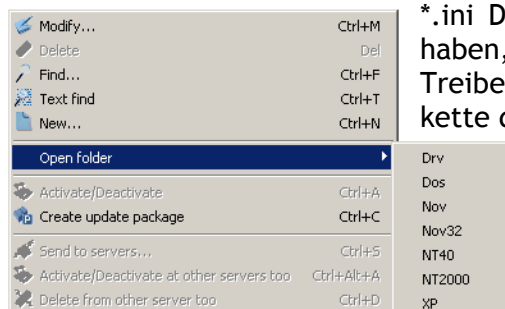 Modify... Ctrl+M
Delete Del
Find... Ctrl+F
Text find Ctrl+T
New... Ctrl+N
Open folder
Activate/Deactivate Ctrl+A
Create update package Ctrl+C
Send to servers... Ctrl+S
Activate/Deactivate at other servers too Ctrl+Alt+A
Delete from other server too Ctrl+D
Drv
Dos
Nov
Nov32
NT40
NT2000
XP
*.ini
haben,
kette